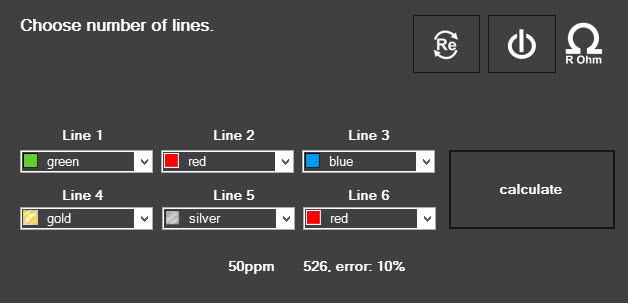 Choose number of lines.
Re
R Ohm
Line 1 Line 2 Line 3
green red blue
Line 4 Line 5 Line 6
gold silver red
calculate
50ppm 526, error: 10%